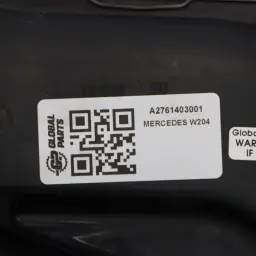 GLOBAL
PARTS
A2761403001
MERCEDES W204
Globa
WAR
IF